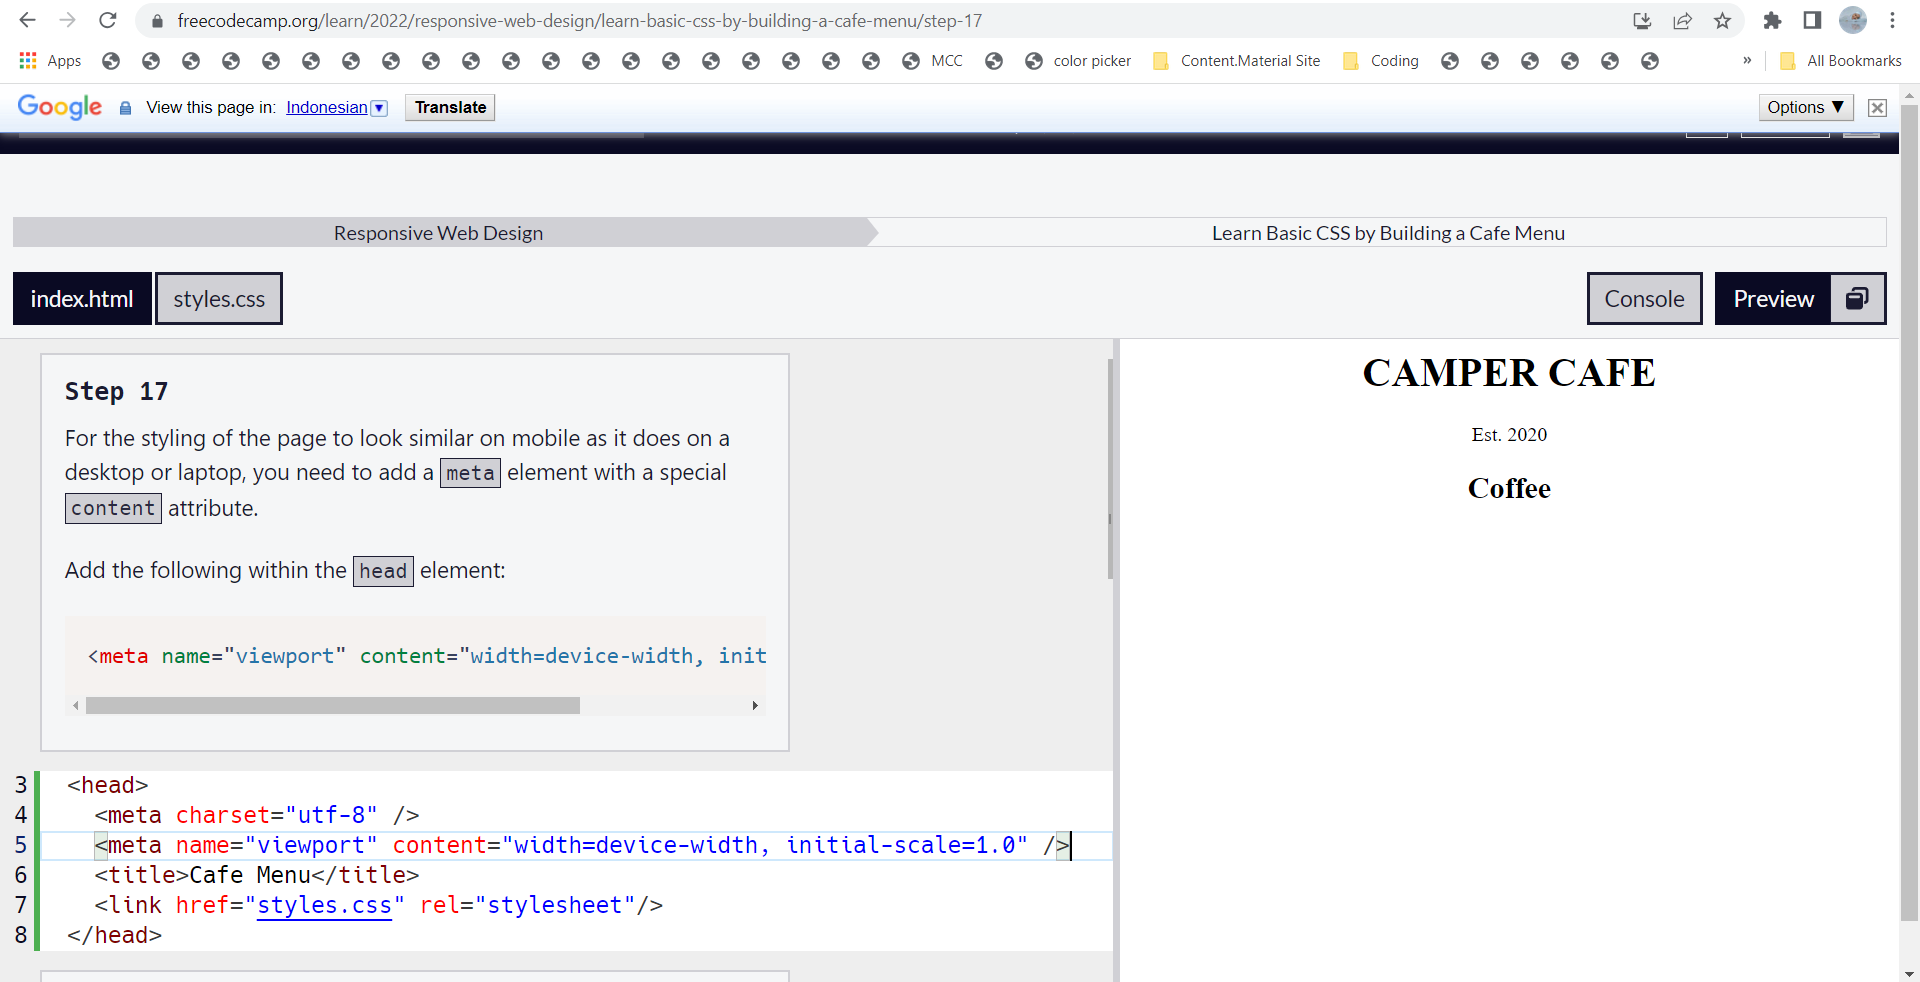 freecodecamp.org/learn/2022/responsive-web-design/learn-basic-css-by-building-a-cafe-menu/step-17
Apps MCC color picker Content.Material Site Coding » All Bookmarks
Google View this page in: Indonesian Translate Options ▼
Responsive Web Design Learn Basic CSS by Building a Cafe Menu
index.html styles.css Console Preview
Step 17
For the styling of the page to look similar on mobile as it does on a
desktop or laptop, you need to add a meta element with a special
content attribute.
Add the following within the head element:
<meta name="viewport" content="width=device-width, init
3 <head>
4 <meta charset="utf-8" />
5 <meta name="viewport" content="width=device-width, initial-scale=1.0" />
6 <title>Cafe Menu</title>
7 <link href="styles.css" rel="stylesheet"/>
8 </head>
CAMPER CAFE
Est. 2020
Coffee